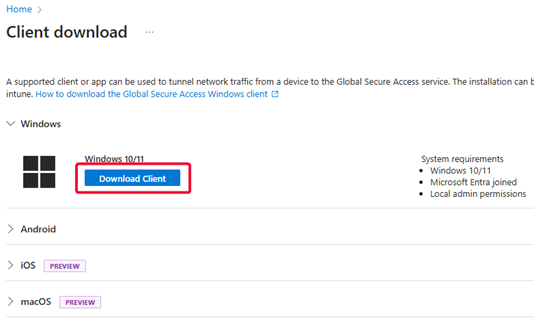 Home >
Client download ...
A supported client or app can be used to tunnel network traffic from a device to the Global Secure Access service. The installation can b
intune. How to download the Global Secure Access Windows client
Windows
Windows 10/11
Download Client
System requirements
• Windows 10/11
• Microsoft Entra joined
• Local admin permissions
Android
iOS PREVIEW
macOS PREVIEW